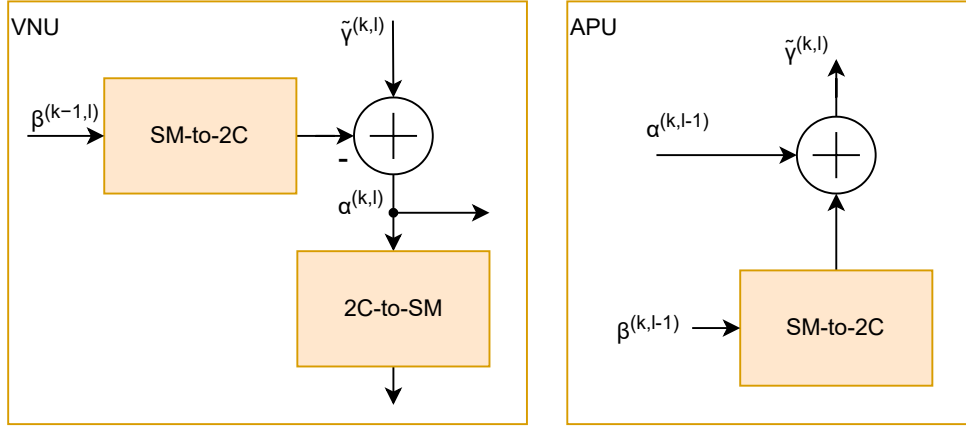 VNU
γ̃(k,l)
β(k−1,l)
SM-to-2C
-
α(k,l)
2C-to-SM
APU
γ̃(k,l)
α(k,l-1)
β(k,l-1)
SM-to-2C